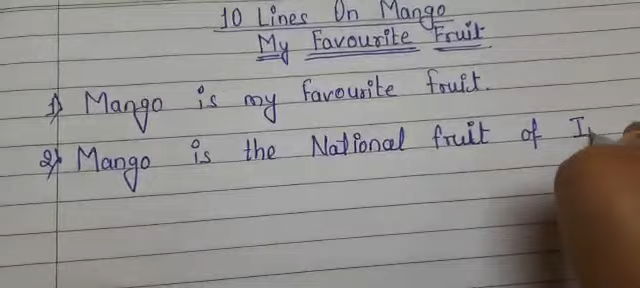 10 Lines On Mango
My Favourite Fruit
1) Mango is my favourite fruit.
2) Mango is the National fruit of I